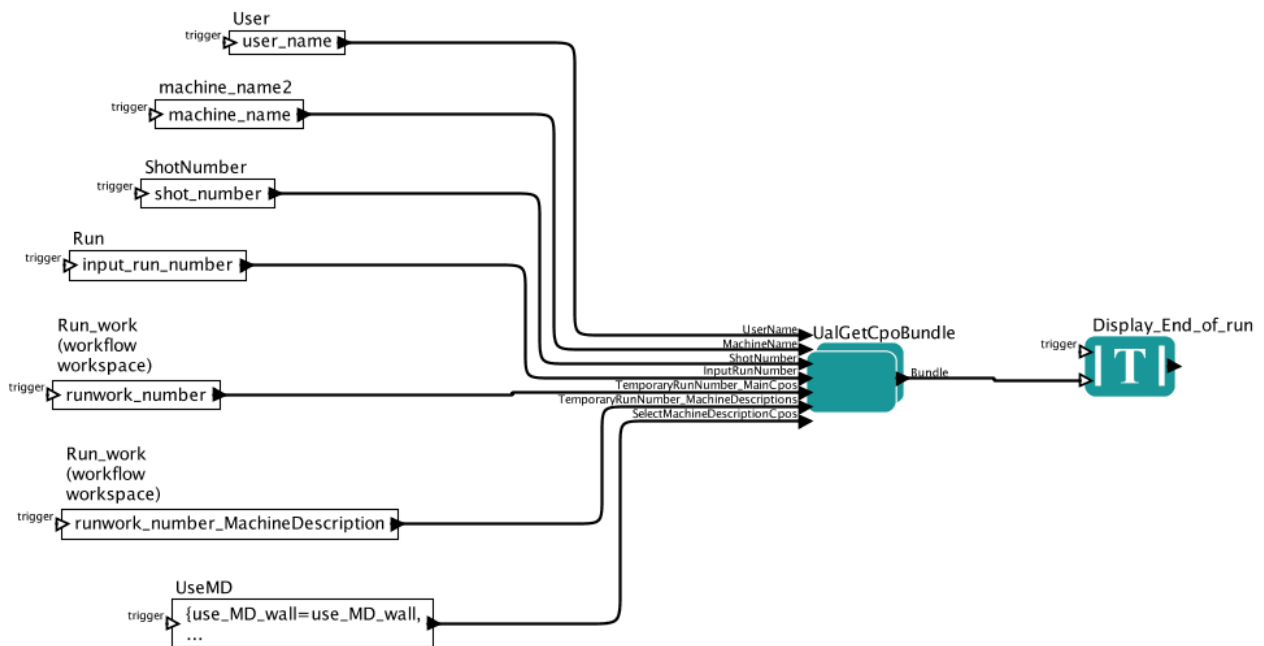 User
trigger
user_name
machine_name2
trigger
machine_name
ShotNumber
trigger
shot_number
Run
trigger
input_run_number
Run_work
(workflow
workspace)
trigger
runwork_number
Run_work
(workflow
workspace)
trigger
runwork_number_MachineDescription
UseMD
trigger
{use_MD_wall=use_MD_wall,
...
UalGetCpoBundle
UserName
MachineName
ShotNumber
InputRunNumber
TemporaryRunNumber_MainCpos
TemporaryRunNumber_MachineDescriptions
SelectMachineDescriptionCpos
Bundle
Display_End_of_run
trigger
T